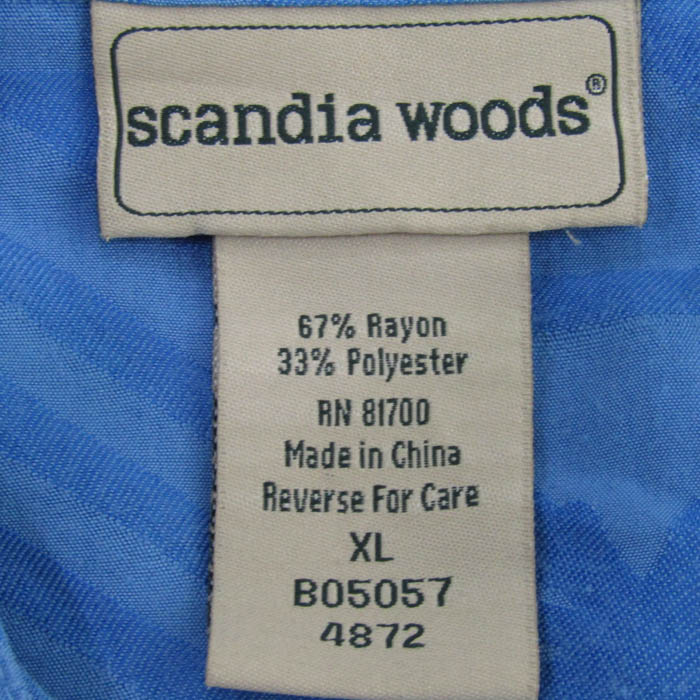 scandia woods®
67% Rayon
33% Polyester
RN 81700
Made in China
Reverse For Care
XL
B05057
4872